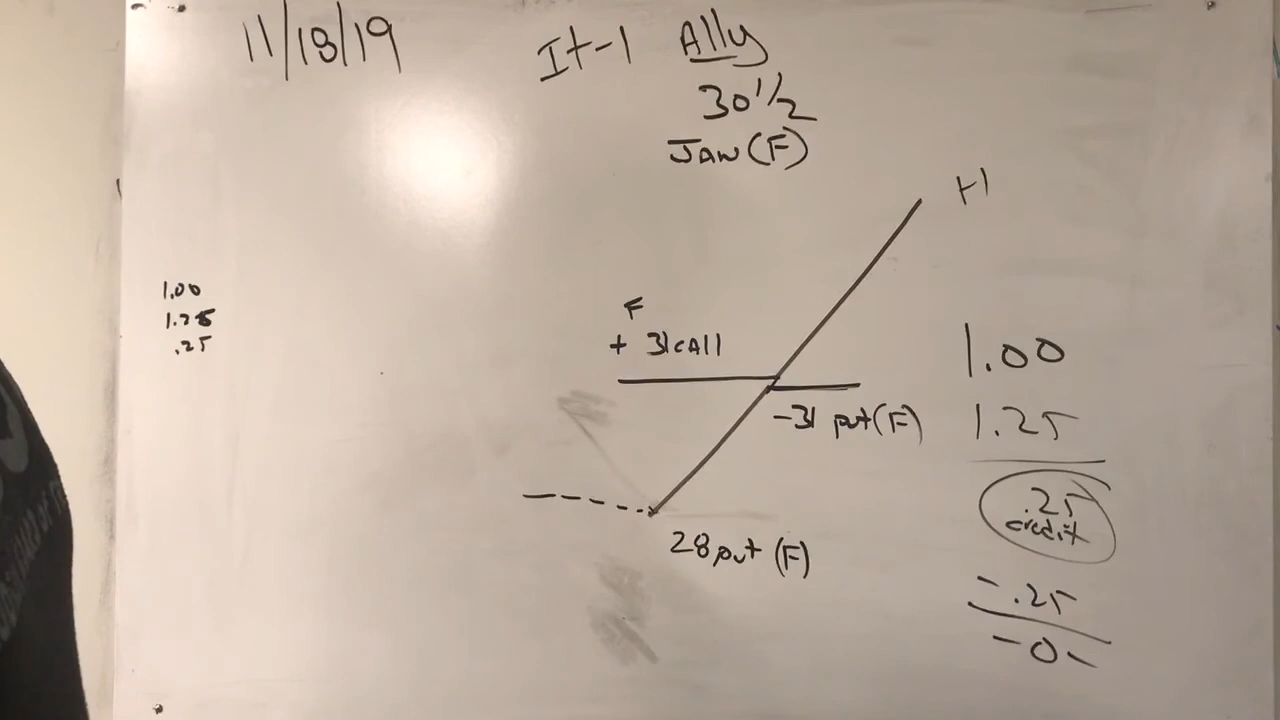 11/18/19
It-1 Ally
30 1/2
JAN (F)
+1
1.00
1.25
.25
F
+ 31 call
-31 put (F)
28 put (F)
1.00
1.25
.25
credit
- .25
-0-